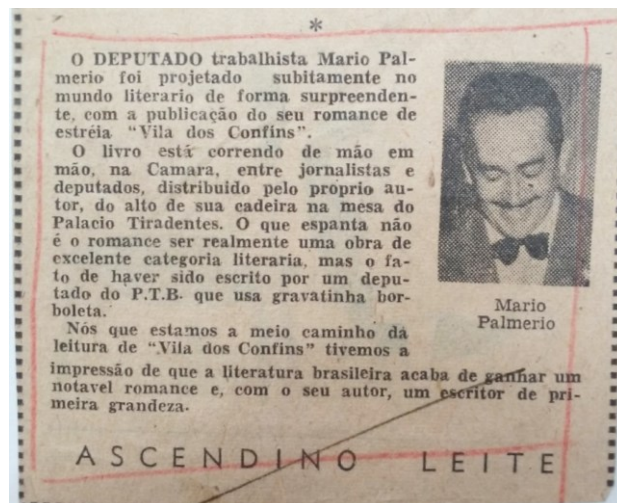 *
O DEPUTADO trabalhista Mario Pal-
merio foi projetado subitamente no
mundo literario de forma surpreenden-
te, com a publicação do seu romance de
estréia “Vila dos Confins”.
O livro está correndo de mão em
mão, na Camara, entre jornalistas e
deputados, distribuido pelo proprio au-
tor, do alto de sua cadeira na mesa do
Palacio Tiradentes. O que espanta não
é o romance ser realmente uma obra de
excelente categoria literaria, mas o fa-
to de haver sido escrito por um depu-
tado do P.T.B. que usa gravatinha bor-
boleta.
Nós que estamos a meio caminho da
leitura de “Vila dos Confins” tivemos a
impressão de que a literatura brasileira acaba de ganhar um
notavel romance e, com o seu autor, um escritor de pri-
meira grandeza.
Mario
Palmerio
ASCENDINO LEITE